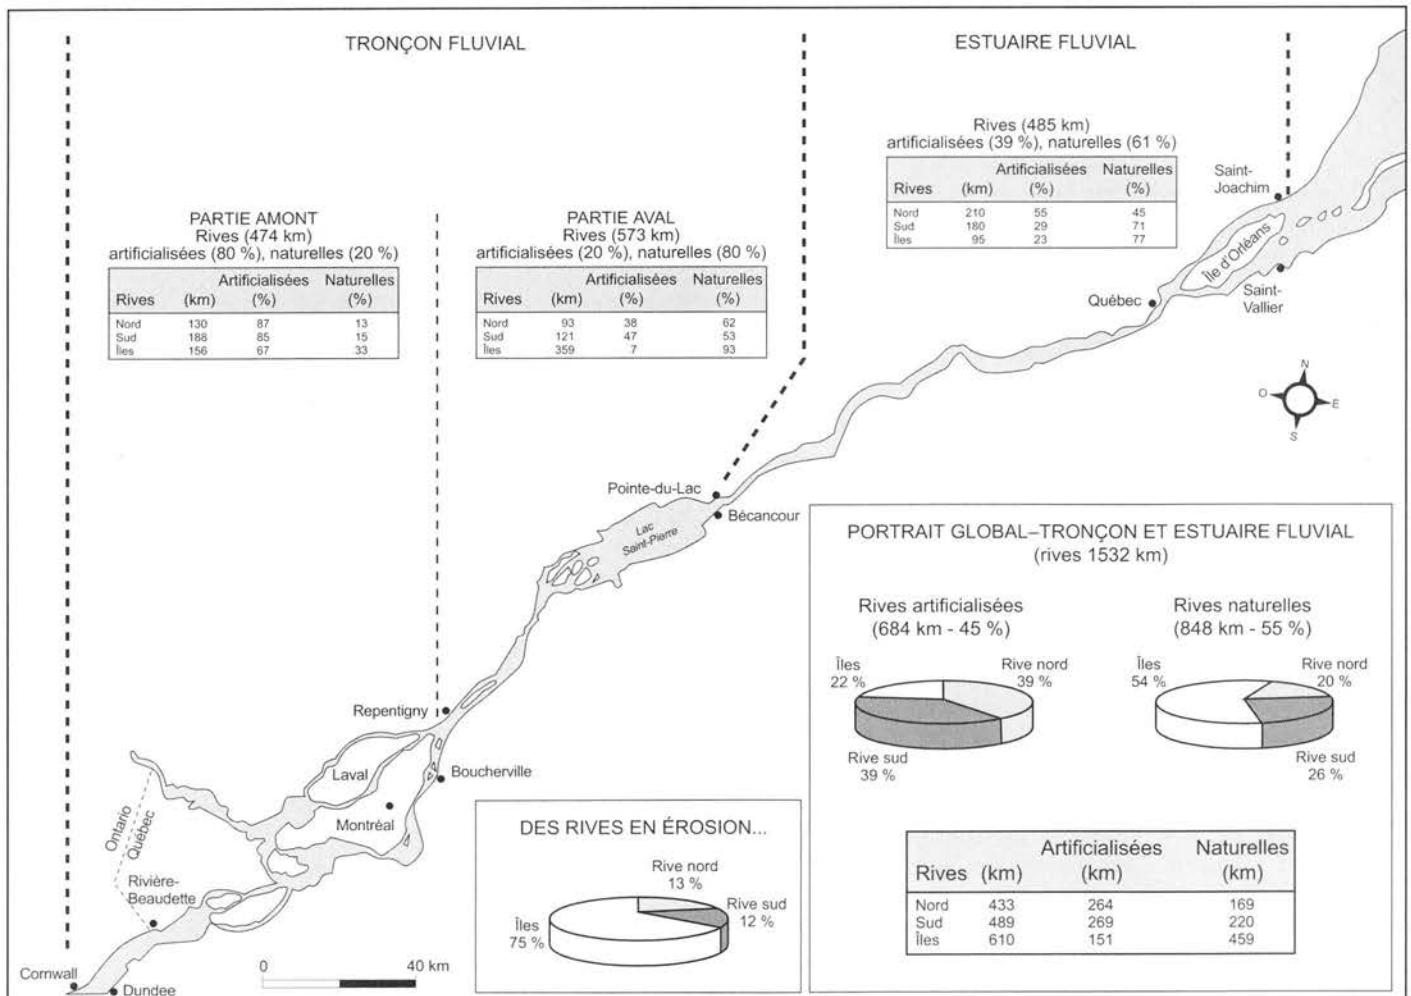 TRONÇON FLUVIAL
ESTUAIRE FLUVIAL
Rives (485 km)
artificialisées (39 %), naturelles (61 %)
Rives (km) Artificialisées (%) Naturelles (%)
Nord 210 55 45
Sud 180 29 71
Îles 95 23 77
PARTIE AMONT
Rives (474 km)
artificialisées (80 %), naturelles (20 %)
Rives (km) Artificialisées (%) Naturelles (%)
Nord 130 87 13
Sud 188 85 15
Îles 156 67 33
PARTIE AVAL
Rives (573 km)
artificialisées (20 %), naturelles (80 %)
Rives (km) Artificialisées (%) Naturelles (%)
Nord 93 38 62
Sud 121 47 53
Îles 359 7 93
Saint-
Joachim
Île d'Orléans
Québec
Saint-
Vallier
N
O
E
S
Pointe-du-Lac
Lac
Saint-Pierre
Bécancour
Repentigny
Laval
Boucherville
Montréal
Ontario
Québec
Rivière-
Beaudette
Cornwall
Dundee
0 40 km
DES RIVES EN ÉROSION...
Rive nord
13 %
Rive sud
12 %
Îles
75 %
PORTRAIT GLOBAL–TRONÇON ET ESTUAIRE FLUVIAL
(rives 1532 km)
Rives artificialisées
(684 km - 45 %)
Îles
22 %
Rive nord
39 %
Rive sud
39 %
Rives naturelles
(848 km - 55 %)
Îles
54 %
Rive nord
20 %
Rive sud
26 %
Rives (km) Artificialisées (km) Naturelles (km)
Nord 433 264 169
Sud 489 269 220
Îles 610 151 459